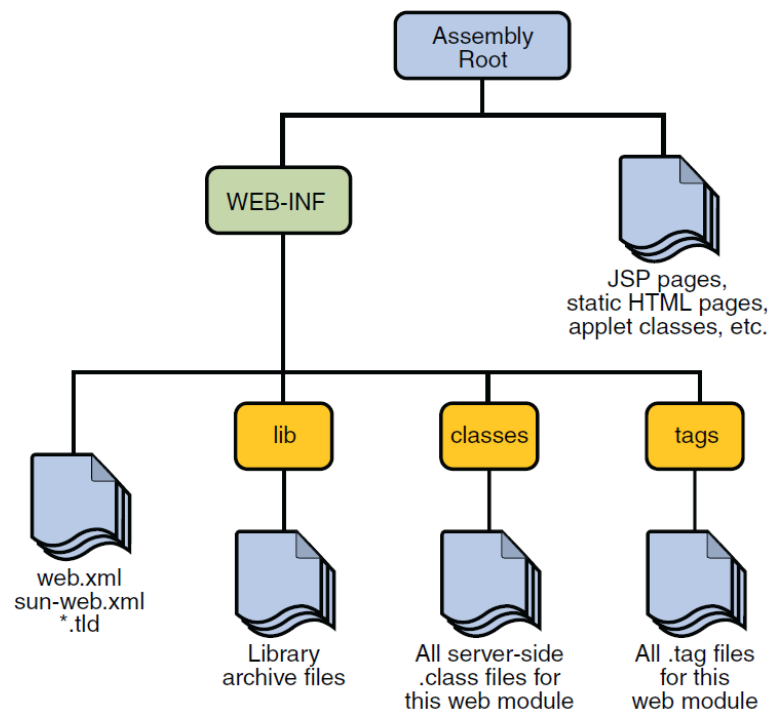 Assembly
Root
WEB-INF
JSP pages,
static HTML pages,
applet classes, etc.
lib
classes
tags
web.xml
sun-web.xml
*.tld
Library
archive files
All server-side
.class files for
this web module
All .tag files
for this
web module